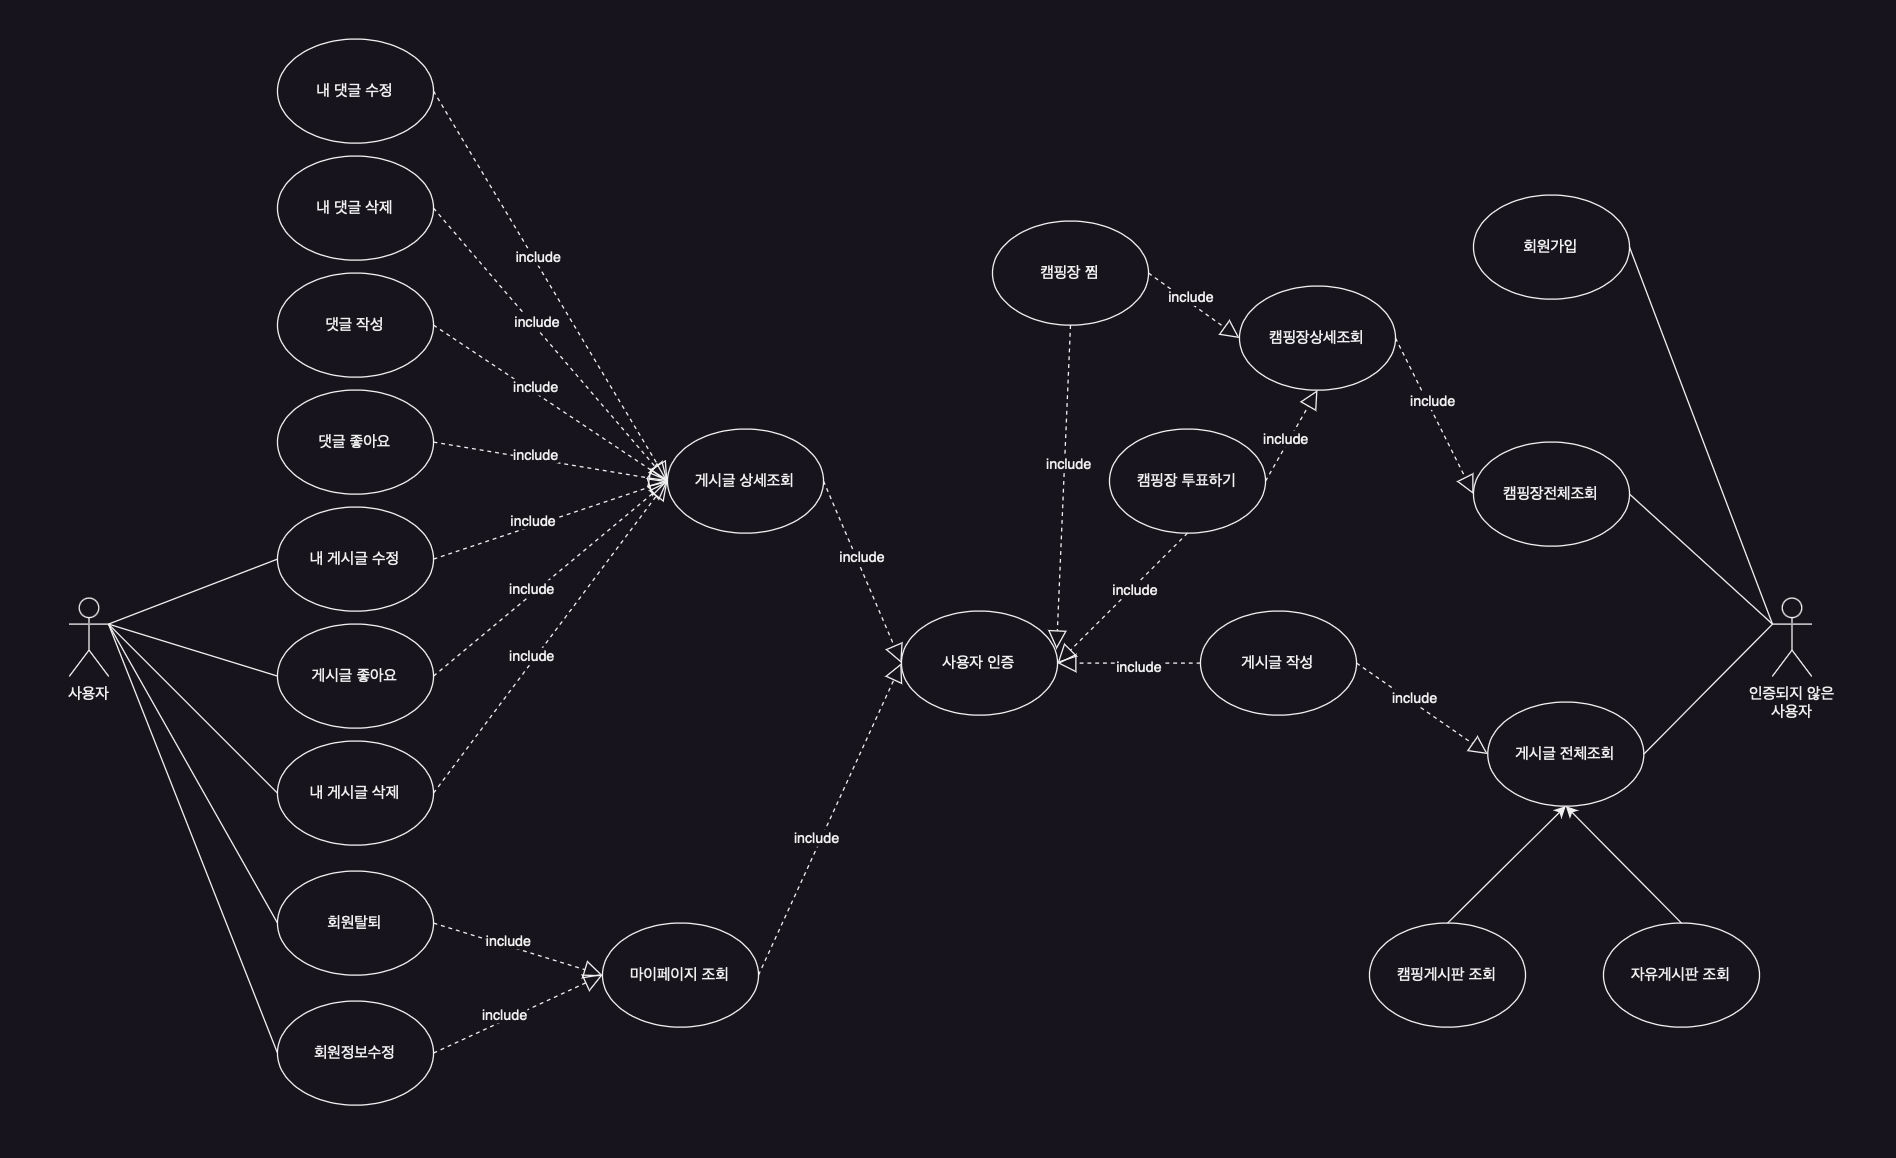 내 댓글 수정
내 댓글 삭제
댓글 작성
댓글 좋아요
내 게시글 수정
게시글 좋아요
내 게시글 삭제
회원탈퇴
회원정보수정
사용자
include
include
include
include
include
include
include
include
include
게시글 상세조회
마이페이지 조회
include
include
사용자 인증
캠핑장 찜
include
캠핑장상세조회
include
include
캠핑장 투표하기
include
include
include
게시글 작성
include
회원가입
캠핑장전체조회
게시글 전체조회
캠핑게시판 조회
자유게시판 조회
인증되지 않은
사용자